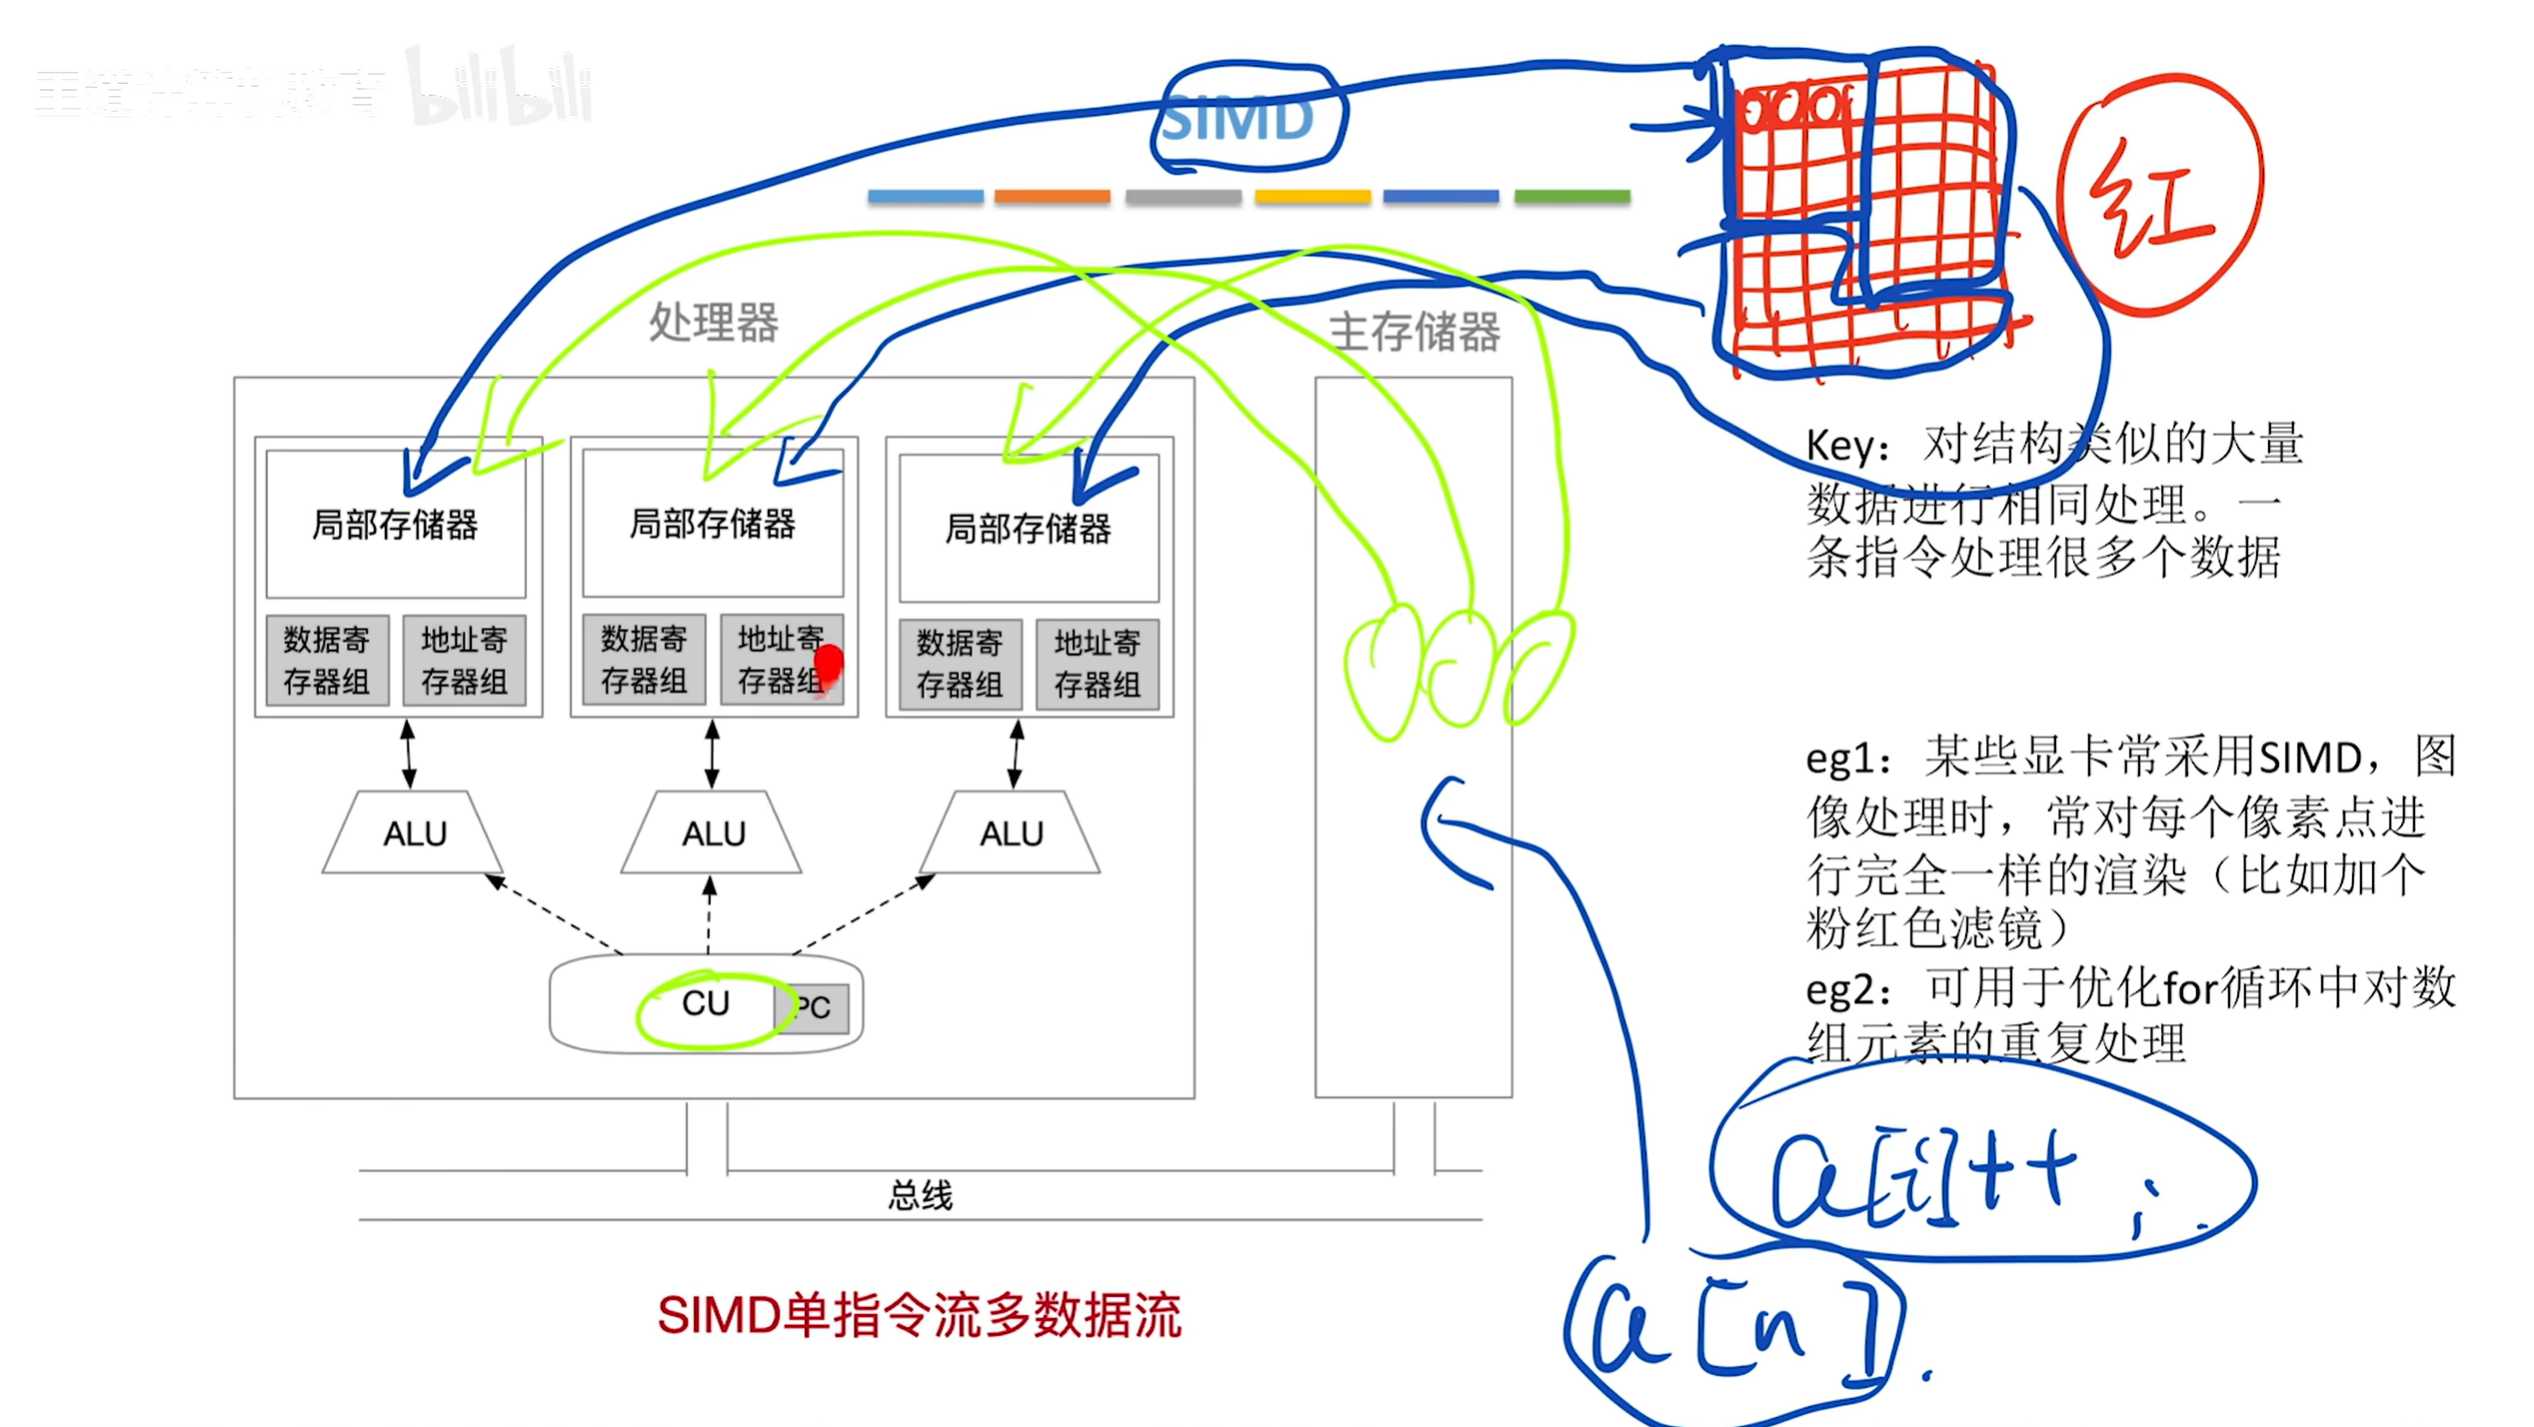 王道计算机教育 bilibili
SIMD
红
处理器
主存储器
局部存储器
局部存储器
局部存储器
数据寄
存器组
地址寄
存器组
数据寄
存器组
地址寄
存器组
数据寄
存器组
地址寄
存器组
ALU
ALU
ALU
CU
PC
总线
SIMD单指令流多数据流
Key：对结构类似的大量
数据进行相同处理。一
条指令处理很多个数据
eg1：某些显卡常采用SIMD，图
像处理时，常对每个像素点进
行完全一样的渲染（比如加个
粉红色滤镜）
eg2：可用于优化for循环中对数
组元素的重复处理
a[i]++;
a[n].